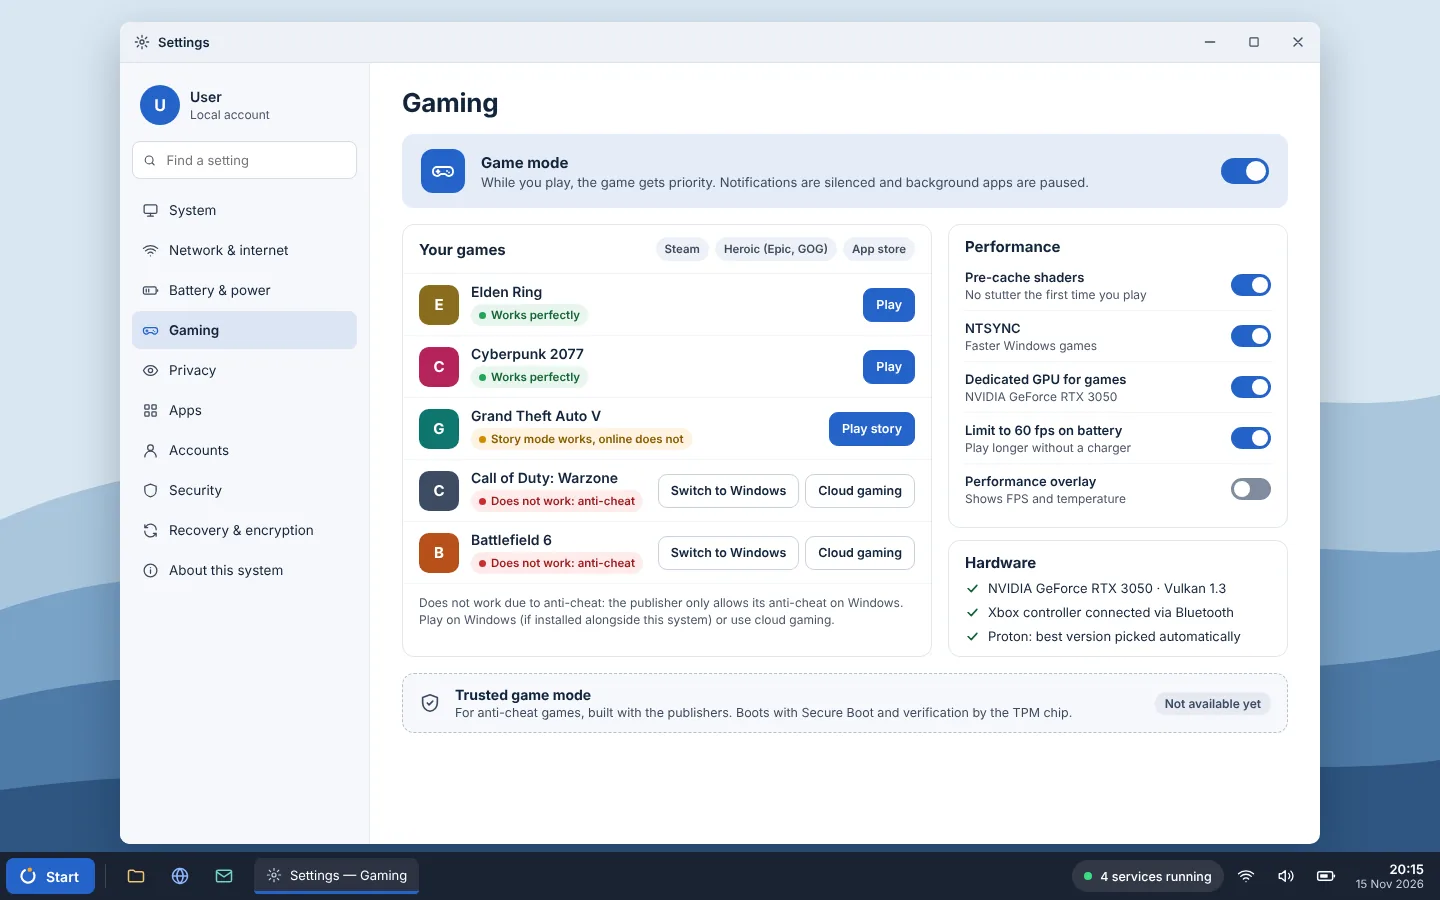 Settings
U
User
Local account
Find a setting
System
Network & internet
Battery & power
Gaming
Privacy
Apps
Accounts
Security
Recovery & encryption
About this system
Gaming
Game mode
While you play, the game gets priority. Notifications are silenced and background apps are paused.
Your games
Steam
Heroic (Epic, GOG)
App store
E
Elden Ring
Works perfectly
Play
C
Cyberpunk 2077
Works perfectly
Play
G
Grand Theft Auto V
Story mode works, online does not
Play story
C
Call of Duty: Warzone
Does not work: anti-cheat
Switch to Windows
Cloud gaming
B
Battlefield 6
Does not work: anti-cheat
Switch to Windows
Cloud gaming
Does not work due to anti-cheat: the publisher only allows its anti-cheat on Windows.
Play on Windows (if installed alongside this system) or use cloud gaming.
Performance
Pre-cache shaders
No stutter the first time you play
NTSYNC
Faster Windows games
Dedicated GPU for games
NVIDIA GeForce RTX 3050
Limit to 60 fps on battery
Play longer without a charger
Performance overlay
Shows FPS and temperature
Hardware
NVIDIA GeForce RTX 3050 · Vulkan 1.3
Xbox controller connected via Bluetooth
Proton: best version picked automatically
Trusted game mode
For anti-cheat games, built with the publishers. Boots with Secure Boot and verification by the TPM chip.
Not available yet
Start
Settings — Gaming
4 services running
20:15
15 Nov 2026